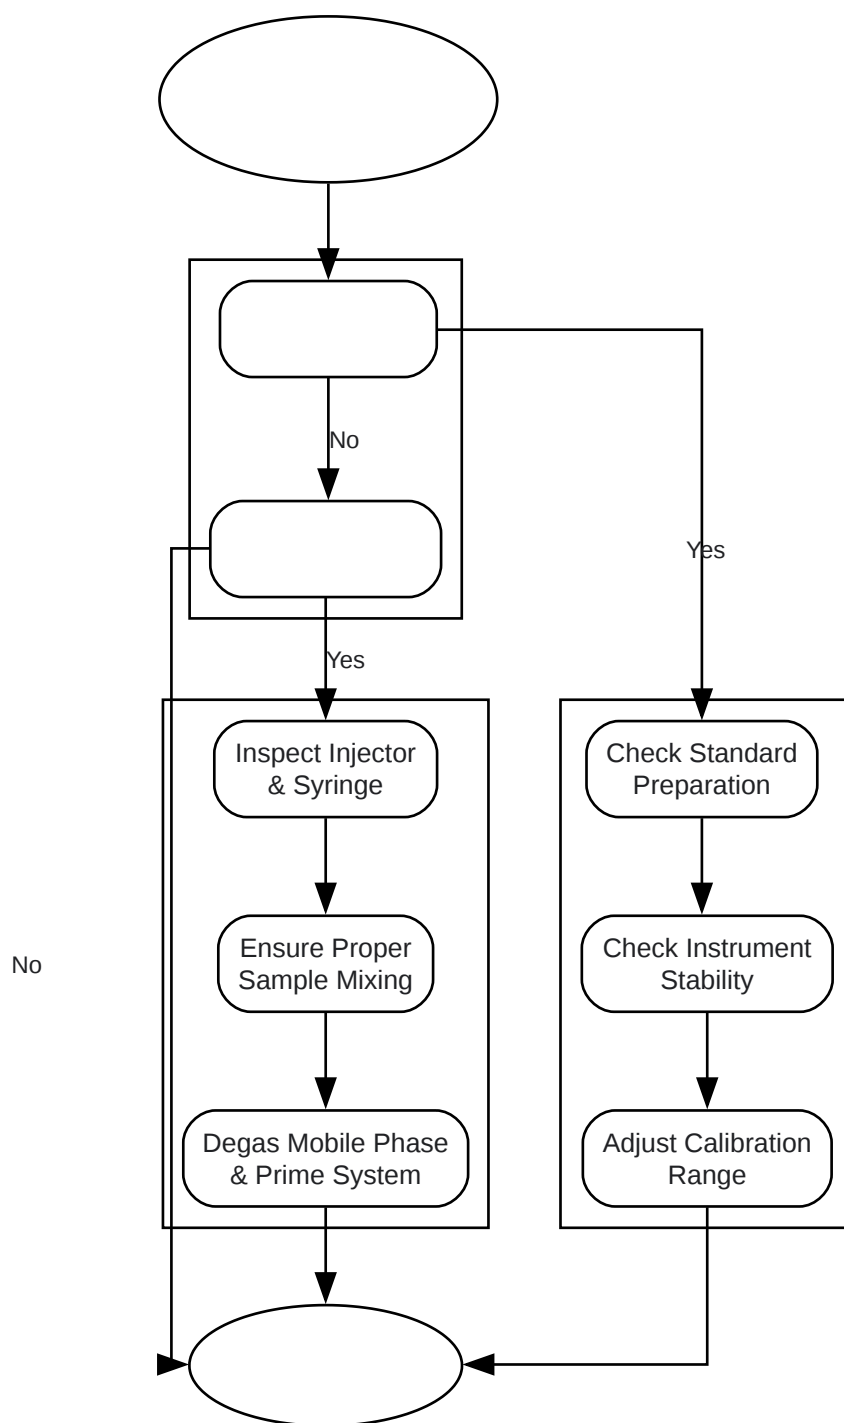 No
Yes
Yes
Inspect Injector
& Syringe
Check Standard
Preparation
Ensure Proper
Sample Mixing
Check Instrument
Stability
No
Degas Mobile Phase
& Prime System
Adjust Calibration
Range